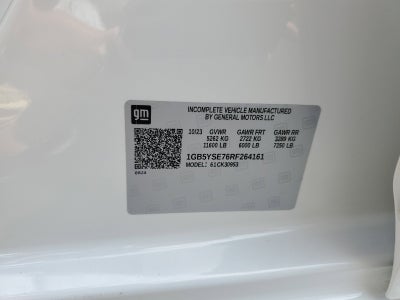 gm
INCOMPLETE VEHICLE MANUFACTURED
BY GENERAL MOTORS LLC
10/23 GVWR GAWR FRT GAWR RR
5262 KG 2722 KG 3289 KG
11600 LB 6000 LB 7250 LB
1GB5YSE76RF264161
MODEL: 61CK30953